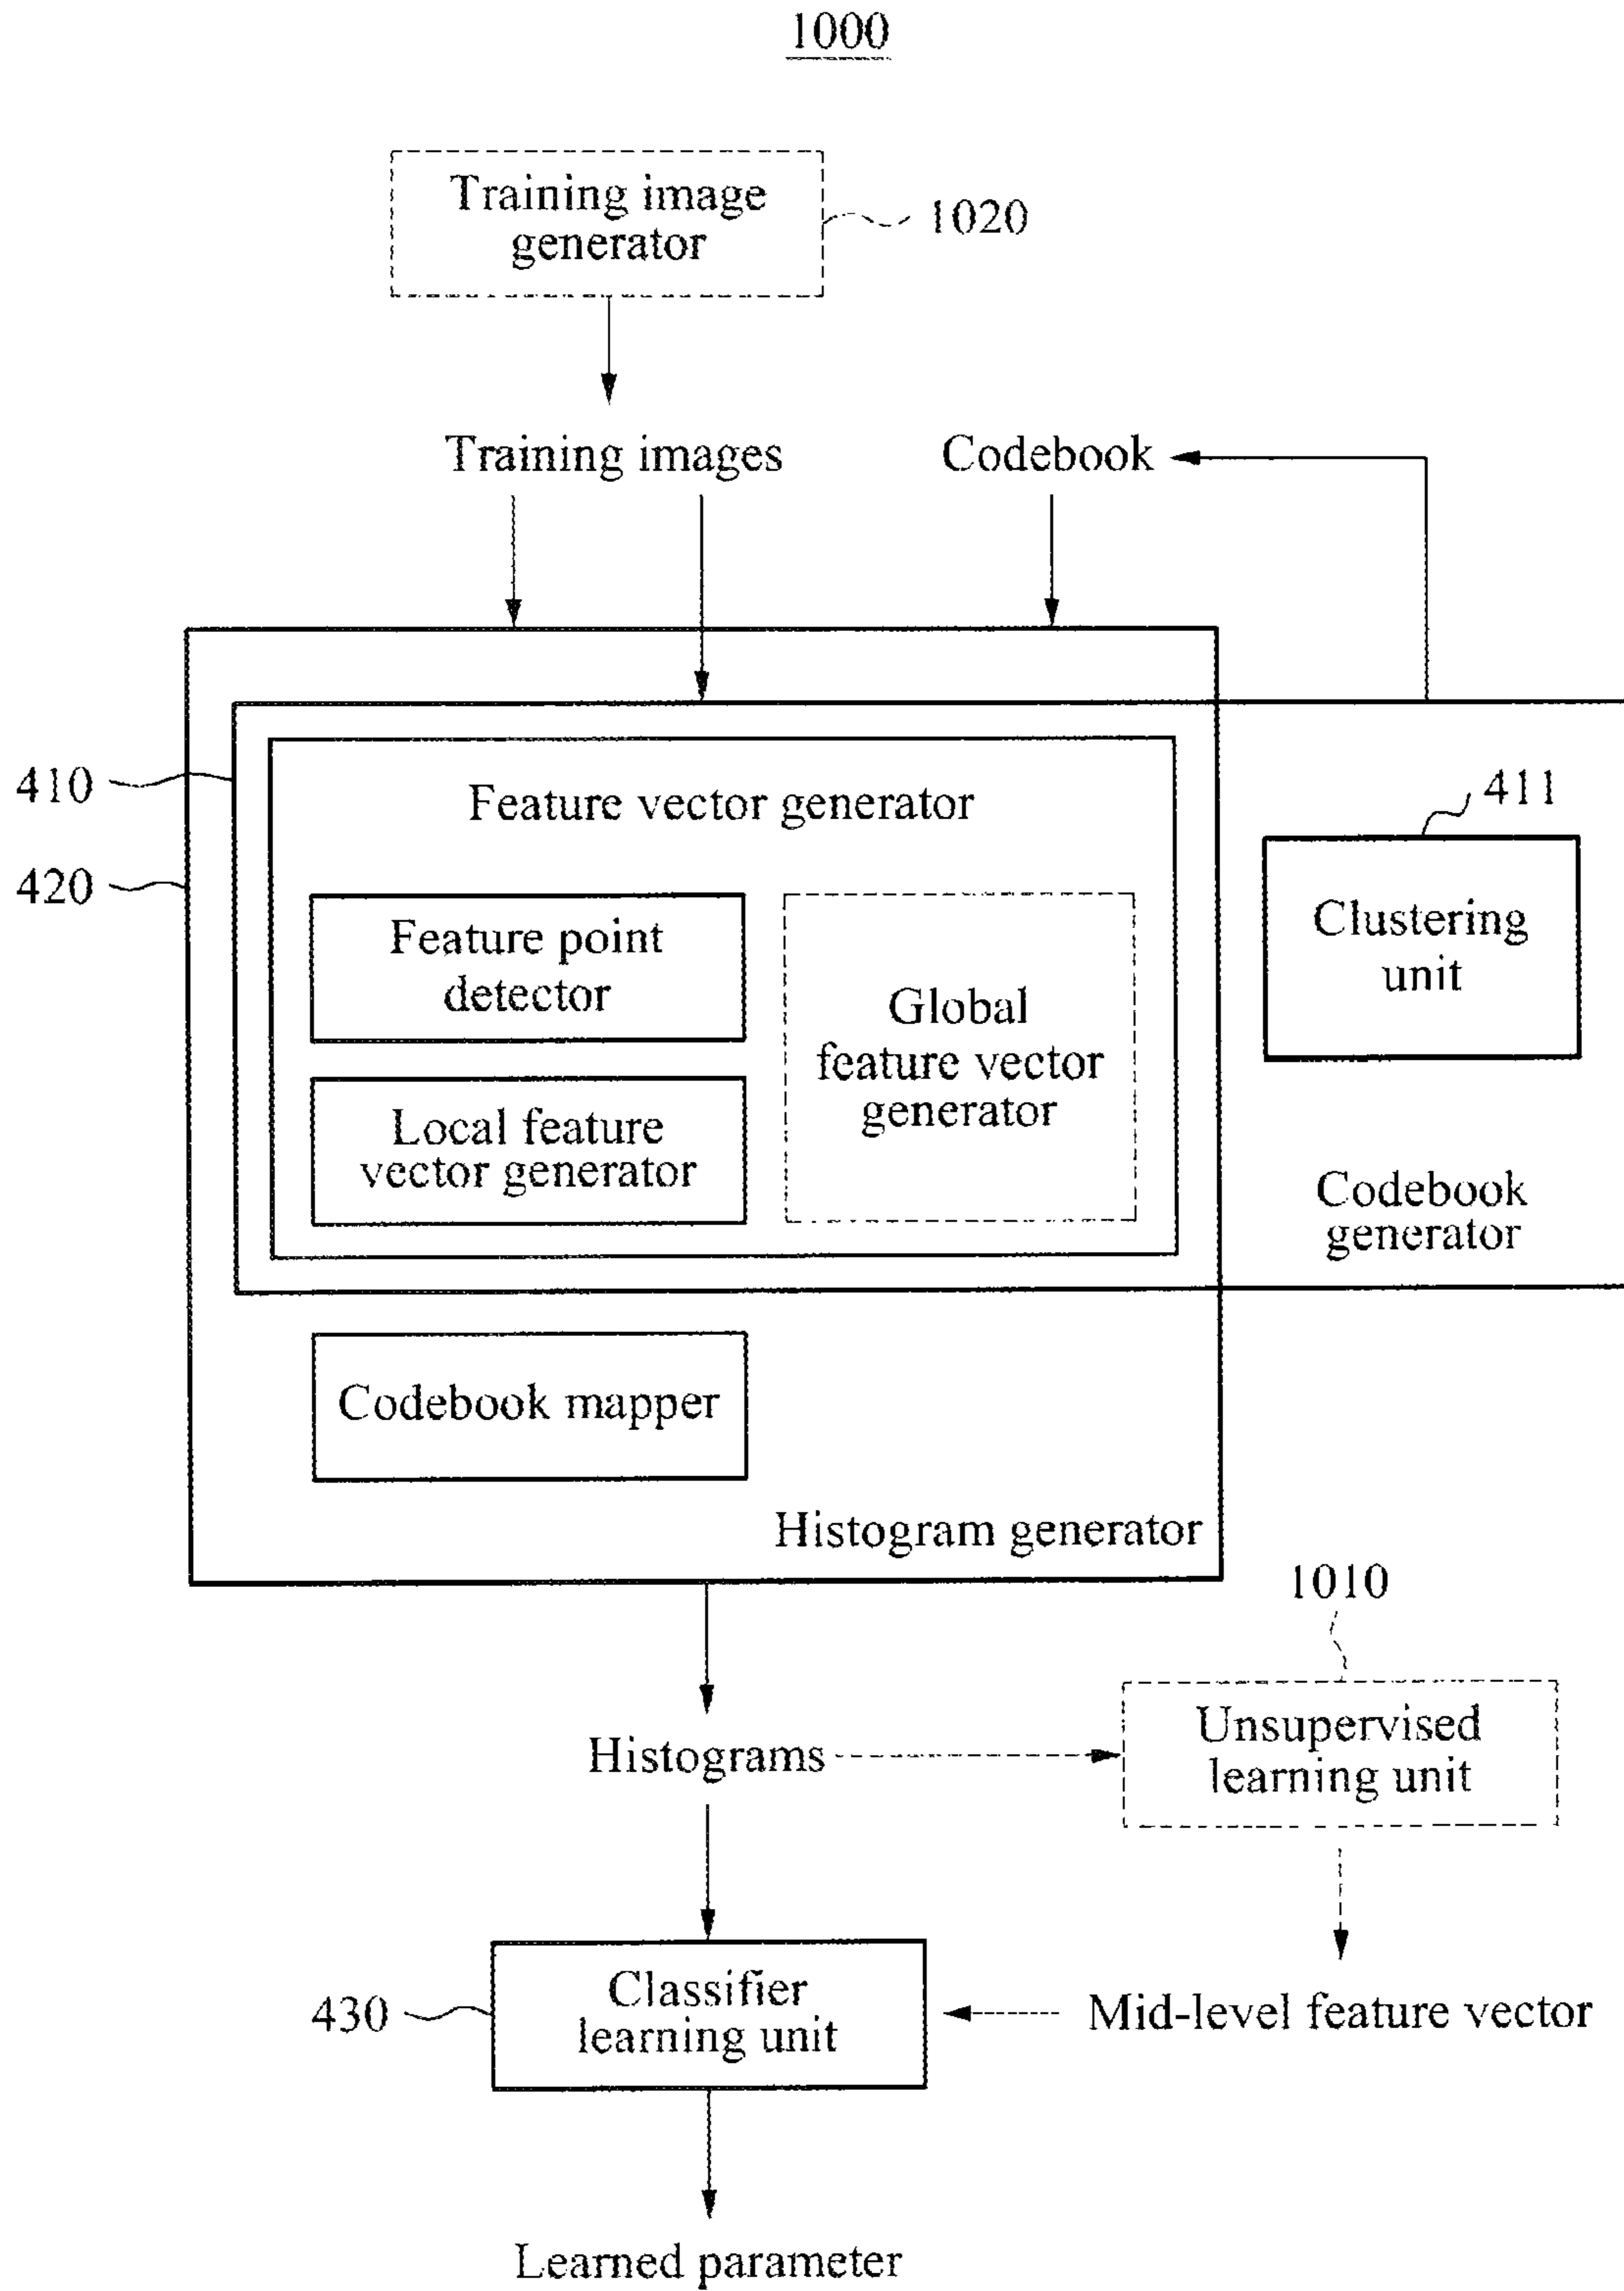 1000
Training image
generator
1020
Training images
Codebook
410
Feature vector generator
411
420
Feature point
detector
Global
feature vector
generator
Clustering
unit
Local feature
vector generator
Codebook
generator
Codebook mapper
Histogram generator
1010
Histograms
Unsupervised
learning unit
430
Classifier
learning unit
Mid-level feature vector
Learned parameter